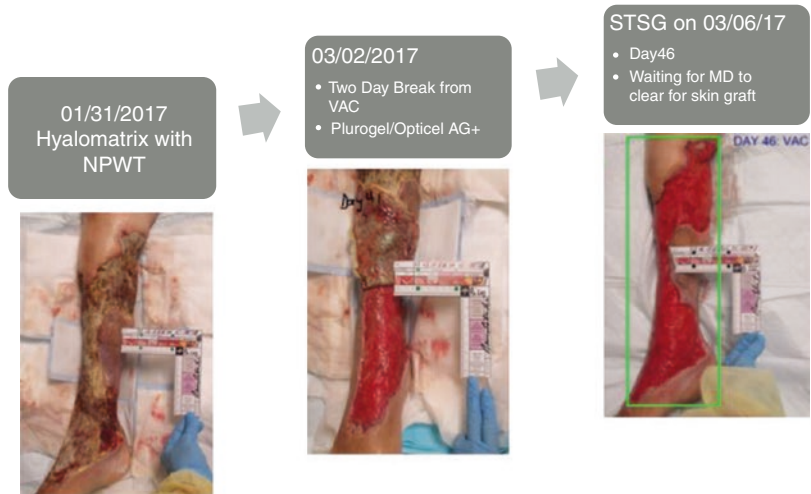 01/31/2017
Hyalomatrix with
NPWT
03/02/2017
• Two Day Break from
VAC
• Plurogel/Opticel AG+
STSG on 03/06/17
• Day46
• Waiting for MD to
clear for skin graft
DAY 46: VAC